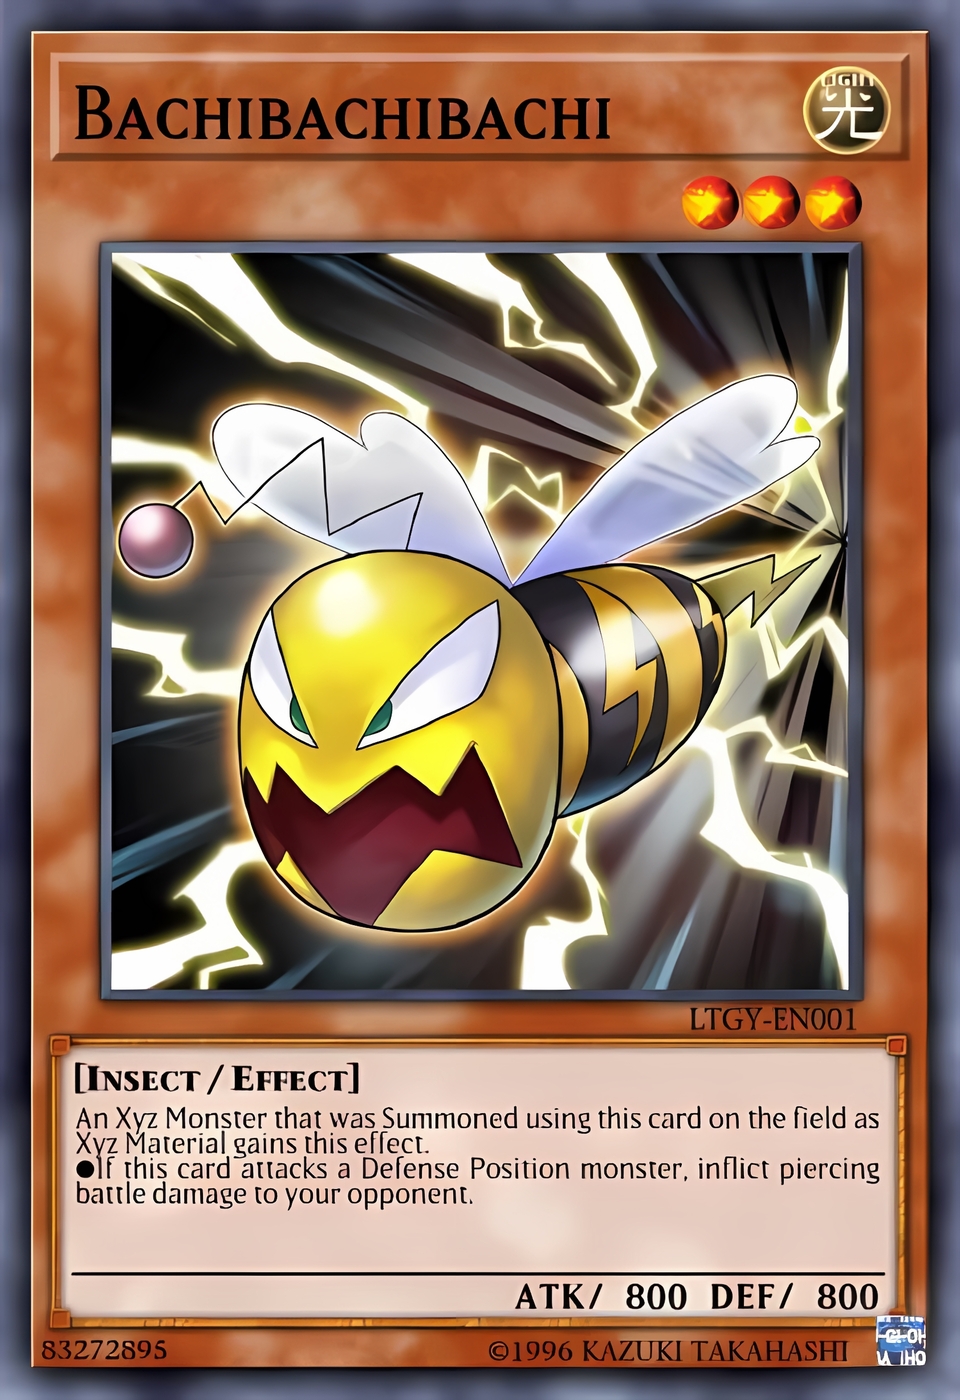 BACHIBACHIBACHI
光
LTGY-EN001
[INSECT / EFFECT]
An Xyz Monster that was Summoned using this card on the field as
Xyz Material gains this effect.
●If this card attacks a Defense Position monster, inflict piercing
battle damage to your opponent.
ATK/ 800 DEF/ 800
83272895
©1996 KAZUKI TAKAHASHI